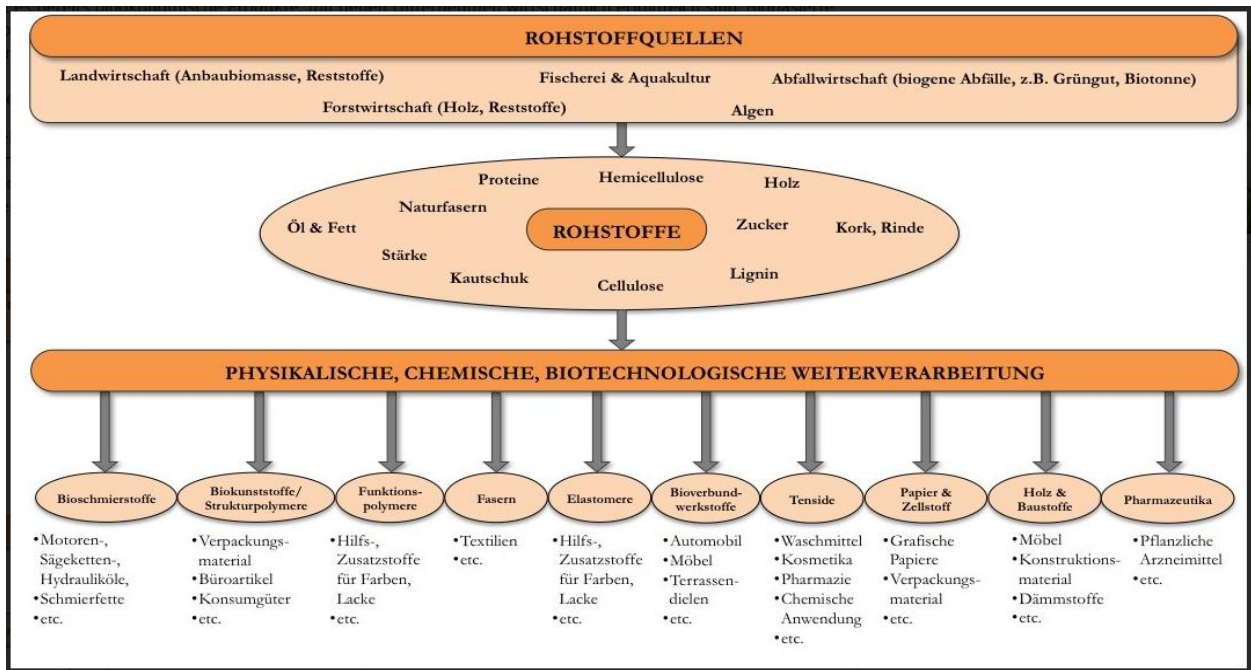 ROHSTOFFQUELLEN
Landwirtschaft (Anbaubiomasse, Reststoffe)
Fischerei & Aquakultur
Abfallwirtschaft (biogene Abfälle, z.B. Grüngut, Biotonne)
Forstwirtschaft (Holz, Reststoffe)
Algen
Proteine
Hemicellulose
Holz
Naturfasern
Öl & Fett
ROHSTOFFE
Zucker
Kork, Rinde
Stärke
Kautschuk
Cellulose
Lignin
PHYSIKALISCHE, CHEMISCHE, BIOTECHNOLOGISCHE WEITERVERARBEITUNG
Bioschmierstoffe
•Motoren-,
Sägeketten-,
Hydrauliköle,
•Schmierfette
•etc.
Biokunststoffe/
Strukturpolymere
•Verpackungs-
material
•Büroartikel
•Konsumgüter
•etc.
Funktions-
polymere
•Hilfs-,
Zusatzstoffe
für Farben,
Lacke
•etc.
Fasern
•Textilien
•etc.
Elastomere
•Hilfs-,
Zusatzstoffe
für Farben,
Lacke
•etc.
Bioverbund-
werkstoffe
•Automobil
•Möbel
•Terrassen-
dielen
•etc.
Tenside
•Waschmittel
•Kosmetika
•Pharmazie
•Chemische
Anwendung
•etc.
Papier &
Zellstoff
•Grafische
Papiere
•Verpackungs-
material
•etc.
Holz &
Baustoffe
•Möbel
•Konstruktions-
material
•Dämmstoffe
•etc.
Pharmazeutika
•Pflanzliche
Arzneimittel
•etc.